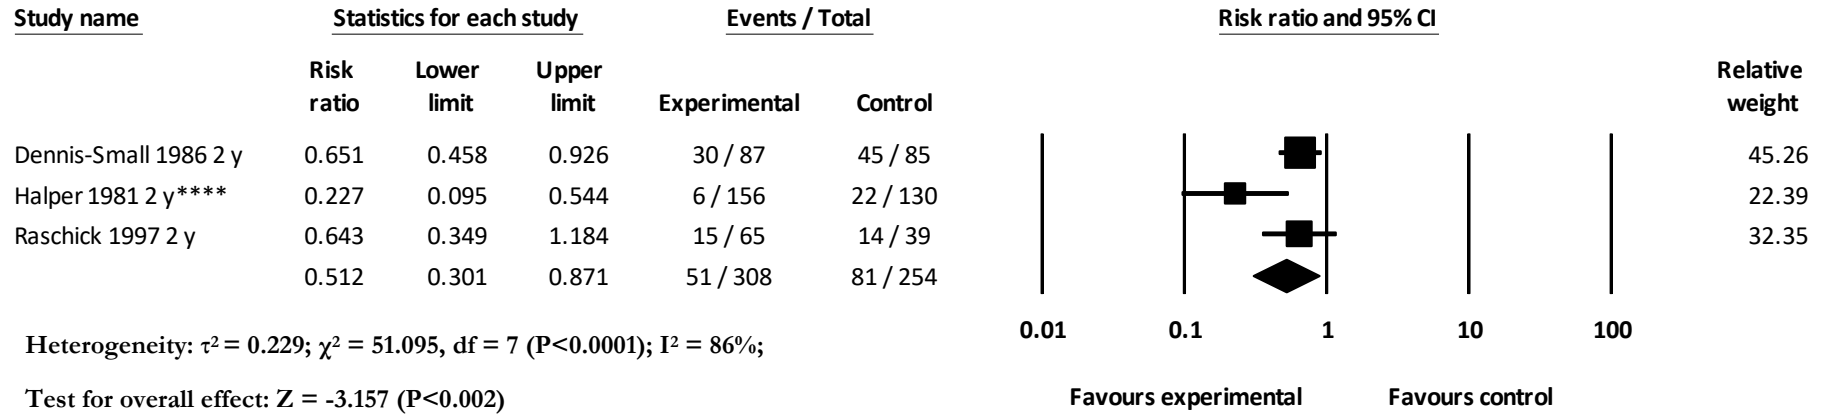 Study name Statistics for each study Events / Total Risk ratio and 95% CI
Risk Lower Upper Relative
ratio limit limit Experimental Control weight
Dennis-Small 1986 2 y 0.651 0.458 0.926 30 / 87 45 / 85 45.26
Halper 1981 2 y**** 0.227 0.095 0.544 6 / 156 22 / 130 22.39
Raschick 1997 2 y 0.643 0.349 1.184 15 / 65 14 / 39 32.35
0.512 0.301 0.871 51 / 308 81 / 254
0.01 0.1 1 10 100
Heterogeneity: τ² = 0.229; χ² = 51.095, df = 7 (P<0.0001); I² = 86%;
Test for overall effect: Z = -3.157 (P<0.002)
Favours experimental Favours control